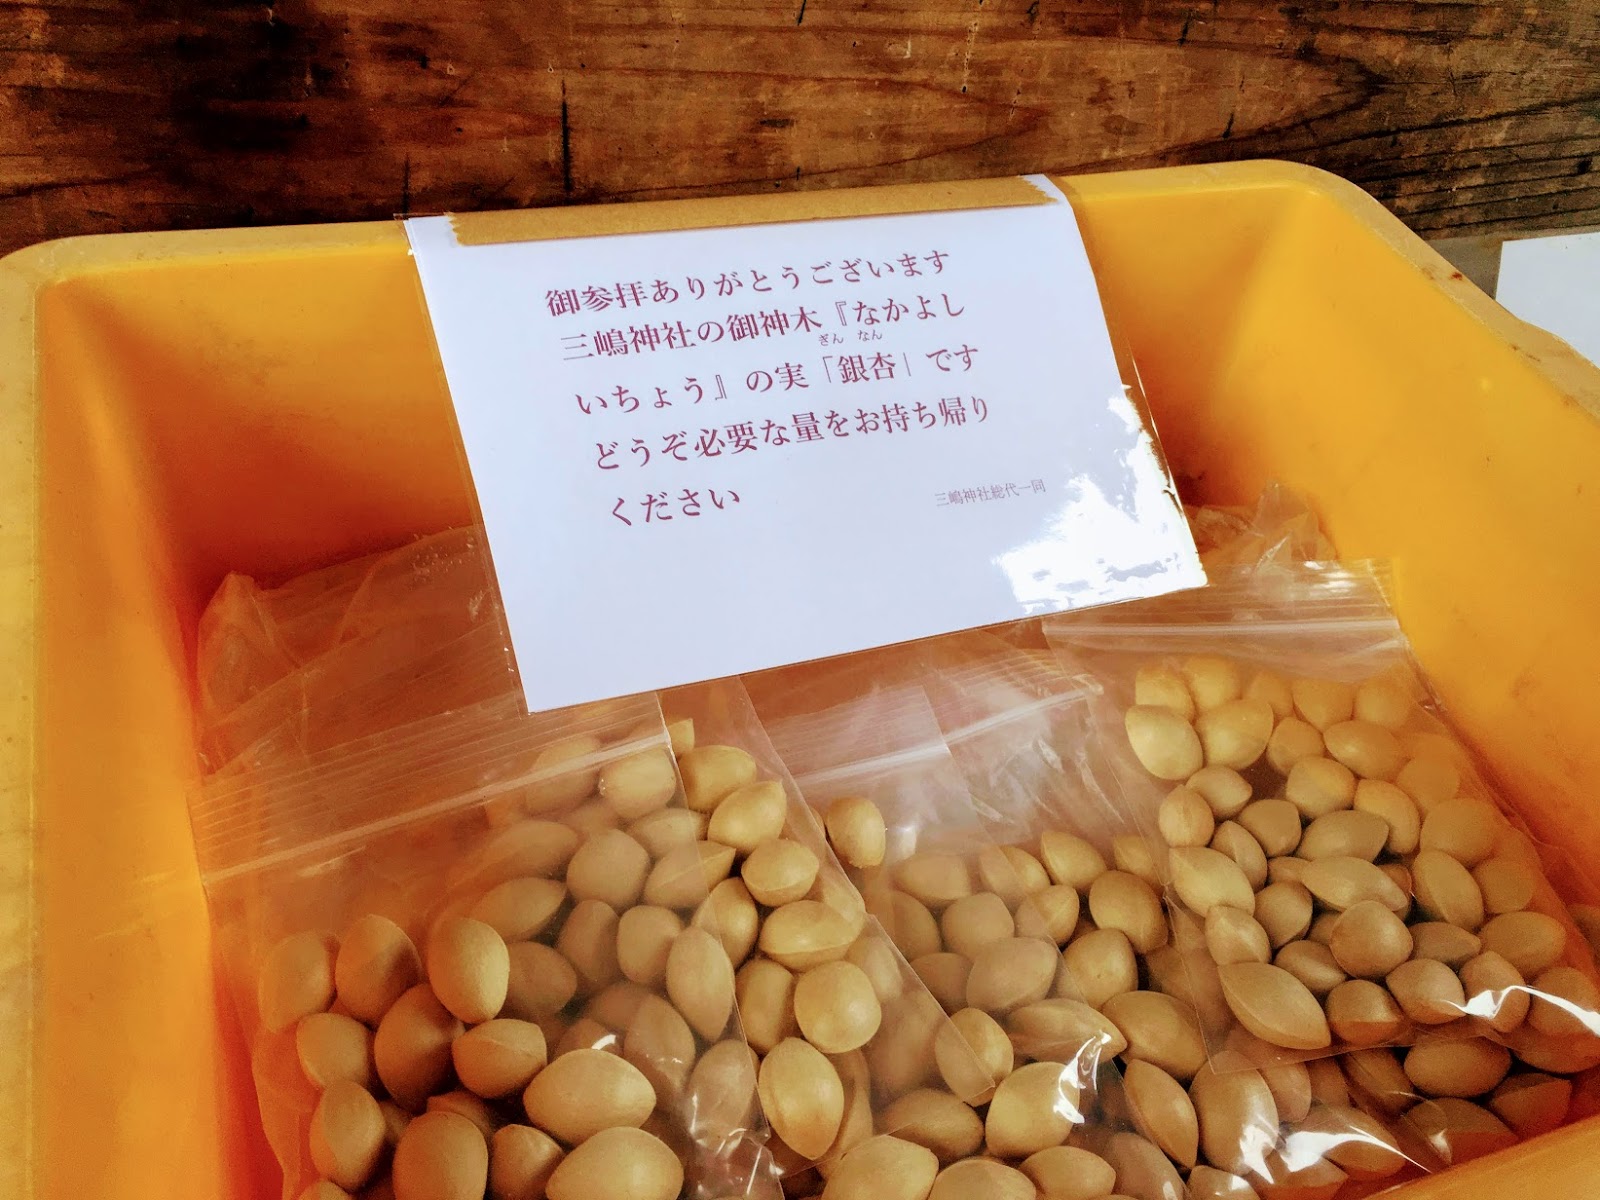 御参拝ありがとうございます
三嶋神社の御神木『なかよし
ぎん なん
いちょう』の実「銀杏」です
どうぞ必要な量をお持ち帰り
ください
三嶋神社総代一同